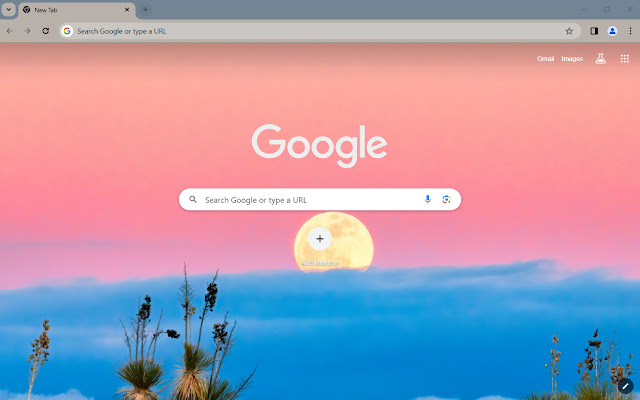 New Tab
Search Google or type a URL
Gmail Images
Google
Search Google or type a URL
Add shortcut